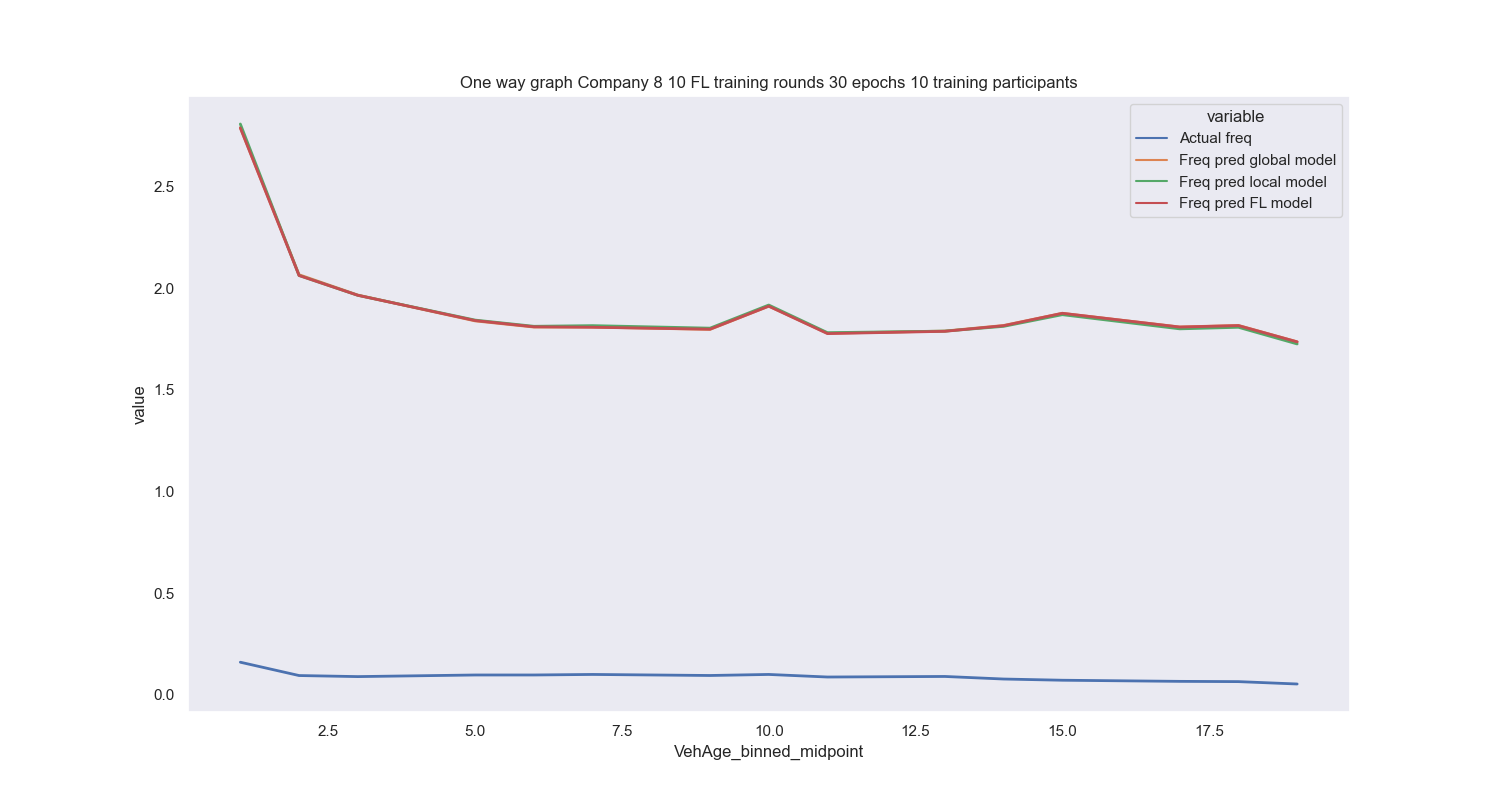 One way graph Company 8 10 FL training rounds 30 epochs 10 training participants
variable
Actual freq
Freq pred global model
Freq pred local model
Freq pred FL model
value
2.5
2.0
1.5
1.0
0.5
0.0
2.5 5.0 7.5 10.0 12.5 15.0 17.5
VehAge_binned_midpoint